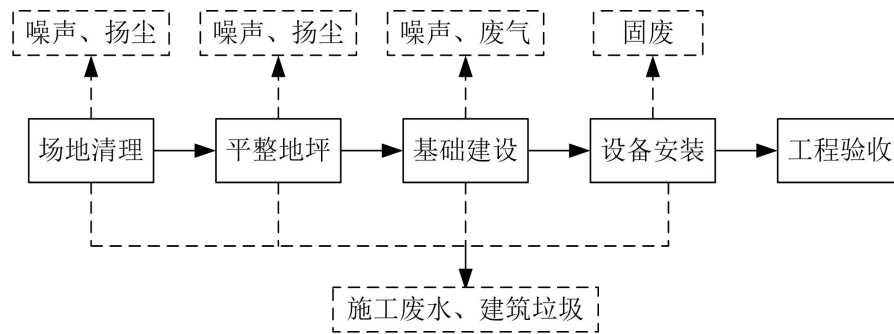 噪声、扬尘
噪声、扬尘
噪声、废气
固废
场地清理
平整地坪
基础建设
设备安装
工程验收
施工废水、建筑垃圾